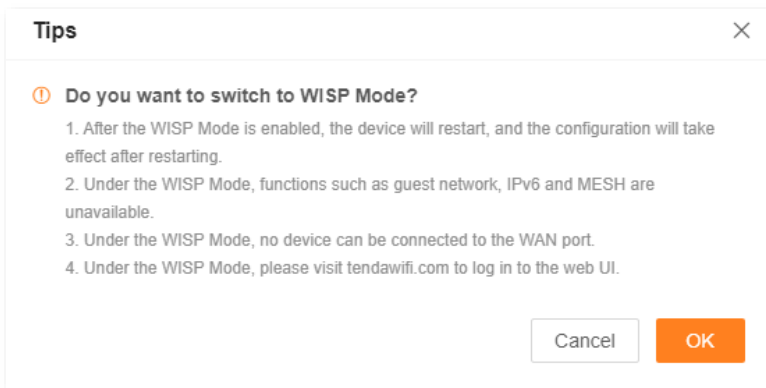 Tips
Do you want to switch to WISP Mode?
1. After the WISP Mode is enabled, the device will restart, and the configuration will take
effect after restarting.
2. Under the WISP Mode, functions such as guest network, IPv6 and MESH are
unavailable.
3. Under the WISP Mode, no device can be connected to the WAN port.
4. Under the WISP Mode, please visit tendawifi.com to log in to the web UI.
Cancel OK